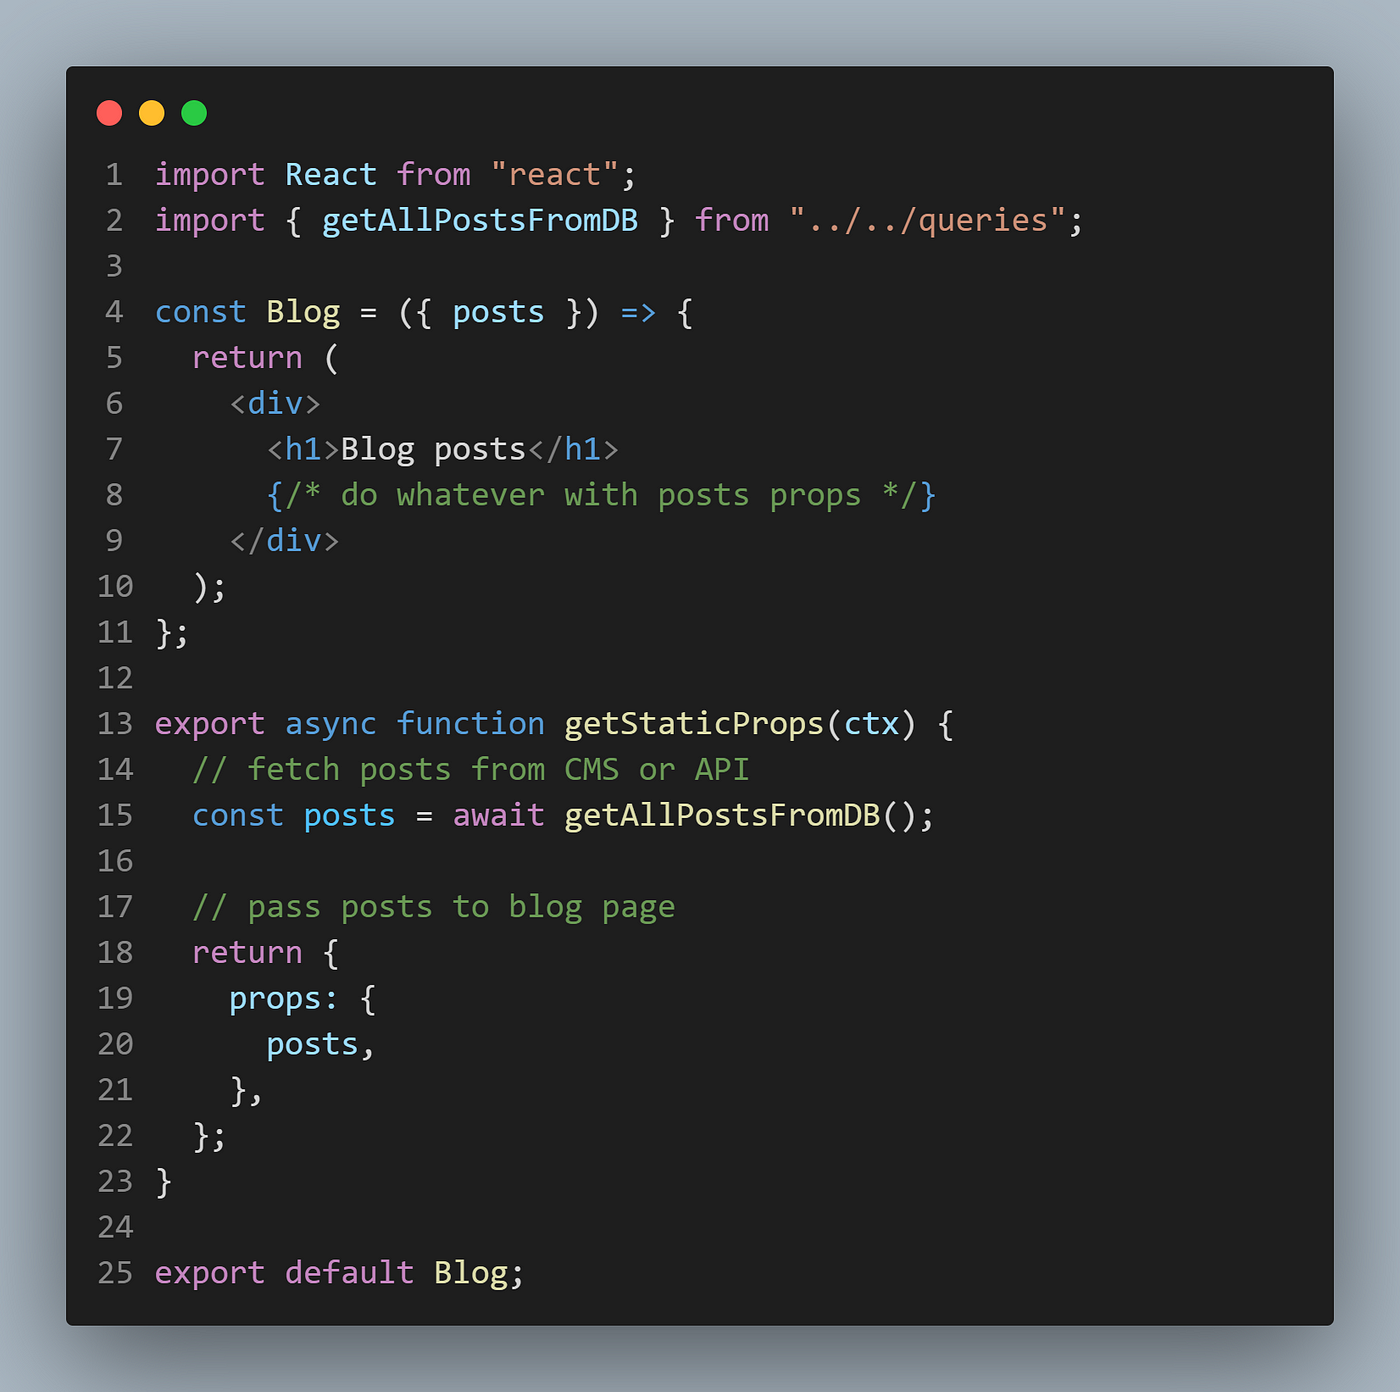 1 import React from "react";
2 import { getAllPostsFromDB } from "../../queries";
3
4 const Blog = ({ posts }) => {
5   return (
6     <div>
7       <h1>Blog posts</h1>
8       {/* do whatever with posts props */}
9     </div>
10   );
11 };
12
13 export async function getStaticProps(ctx) {
14   // fetch posts from CMS or API
15   const posts = await getAllPostsFromDB();
16
17   // pass posts to blog page
18   return {
19     props: {
20       posts,
21     },
22   };
23 }
24
25 export default Blog;